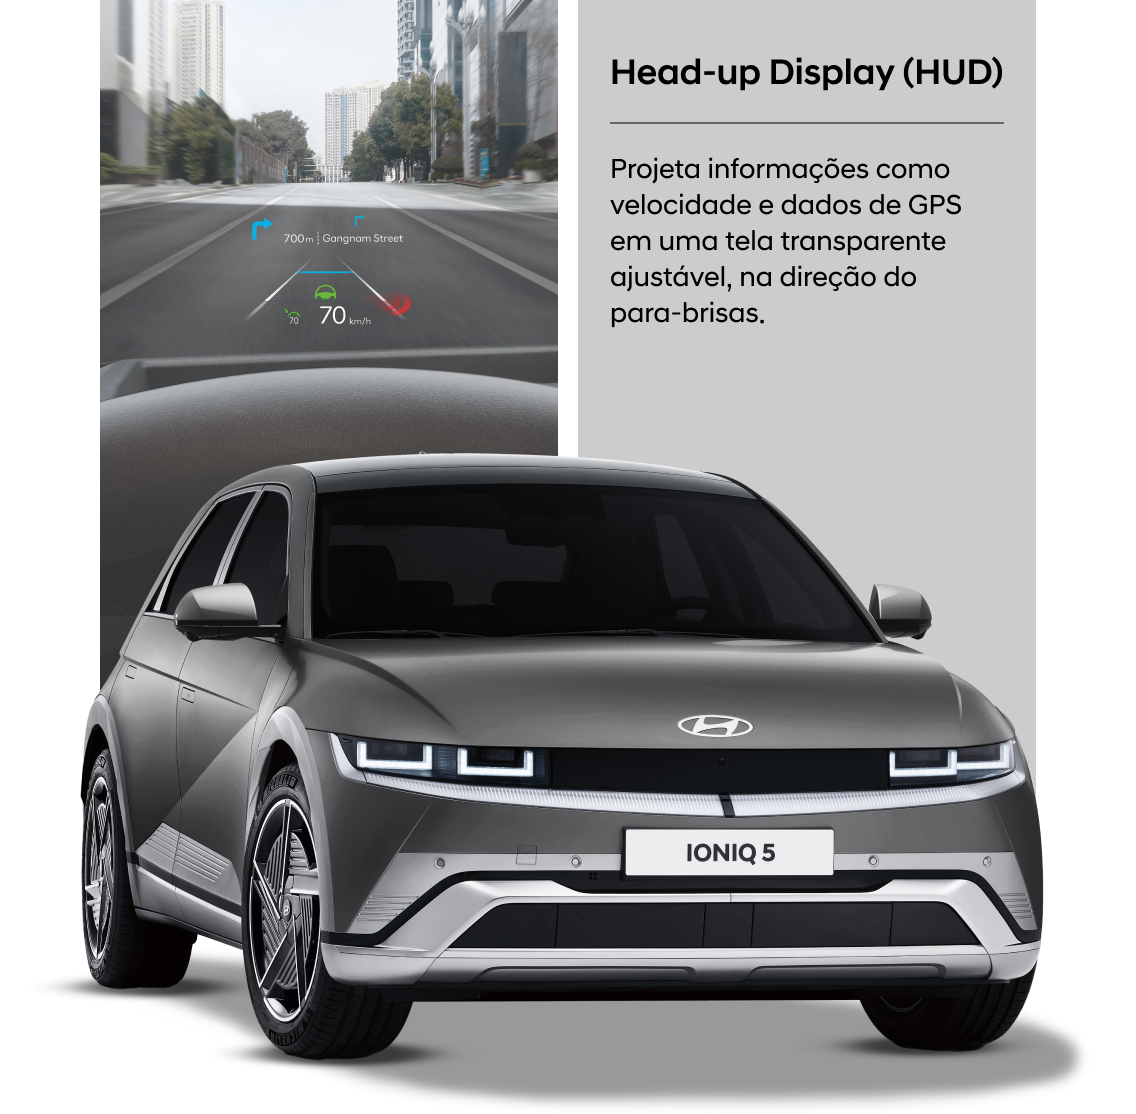 Head-up Display (HUD)
Projeta informações como
velocidade e dados de GPS
em uma tela transparente
ajustável, na direção do
para-brisas.
700m Gangnam Street
70
70 km/h
IONIQ 5